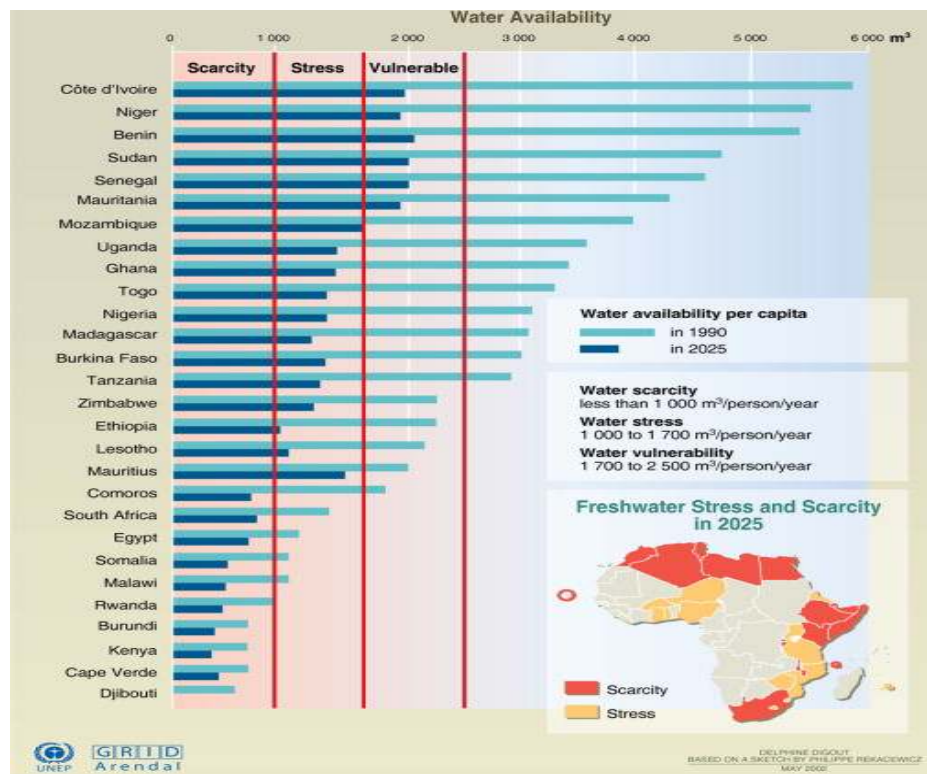 Water Availability
0 1 000 2 000 3 000 4 000 5 000 6 000 m³
Scarcity Stress Vulnerable
Côte d'Ivoire
Niger
Benin
Sudan
Senegal
Mauritania
Mozambique
Uganda
Ghana
Togo
Nigeria
Madagascar
Burkina Faso
Tanzania
Zimbabwe
Ethiopia
Lesotho
Mauritius
Comoros
South Africa
Egypt
Somalia
Malawi
Rwanda
Burundi
Kenya
Cape Verde
Djibouti
Water availability per capita
in 1990
in 2025
Water scarcity
less than 1 000 m³/person/year
Water stress
1 000 to 1 700 m³/person/year
Water vulnerability
1 700 to 2 500 m³/person/year
Freshwater Stress and Scarcity
in 2025
Scarcity
Stress
UNEP
GRID
Arendal
DELPHINE DIGOUT
BASED ON A SKETCH BY PHILIPPE REKACEWICZ
MAY 2002